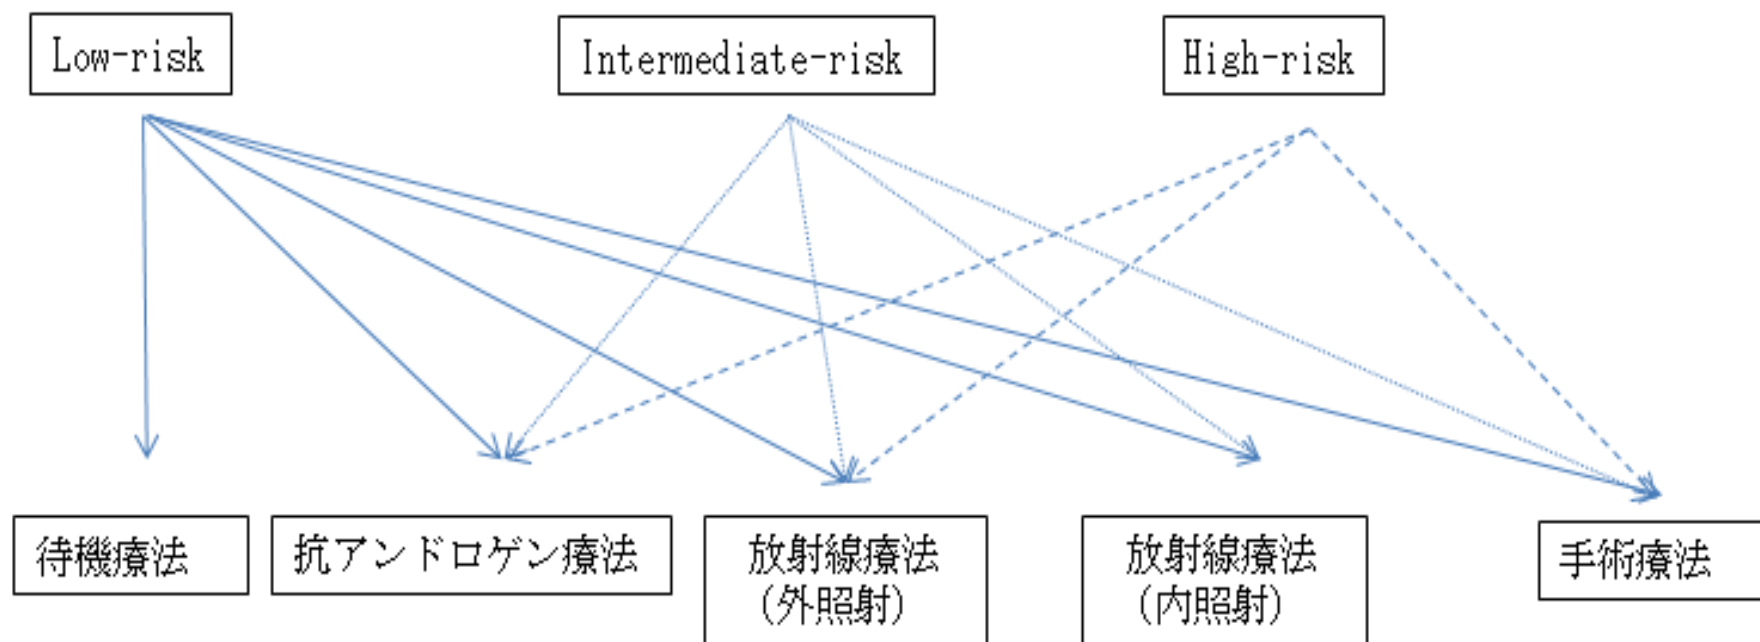 Low-risk
Intermediate-risk
High-risk
待機療法
抗アンドロゲン療法
放射線療法
(外照射)
放射線療法
(内照射)
手術療法